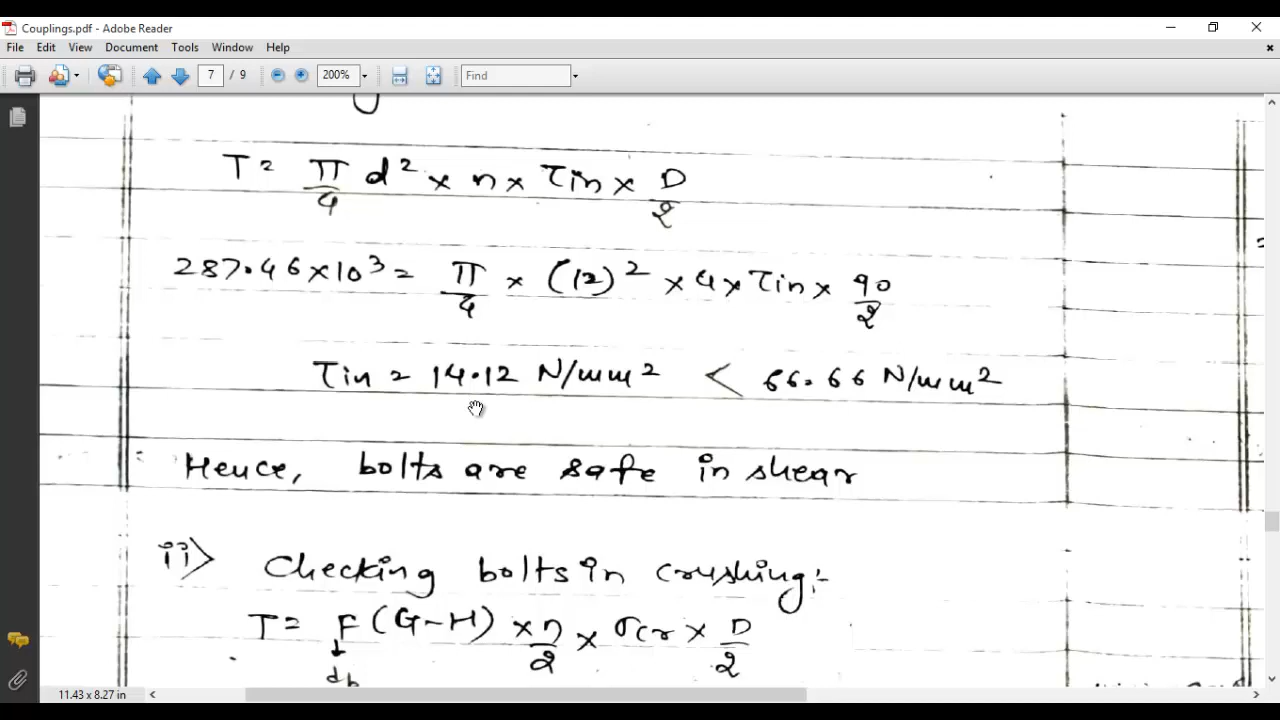 Couplings.pdf - Adobe Reader
File Edit View Document Tools Window Help
7 / 9 200% Find
T = π/4 d² × n × τin × D/2
287.46×10³ = π/4 × (12)² × 4 × τin × 90/2
τin = 14.12 N/mm² < 66.66 N/mm²
Hence, bolts are safe in shear
ii> Checking bolts in crushing:-
T = F (G-H) × n/2 × σcr × D/2
↓
db
11.43 x 8.27 in